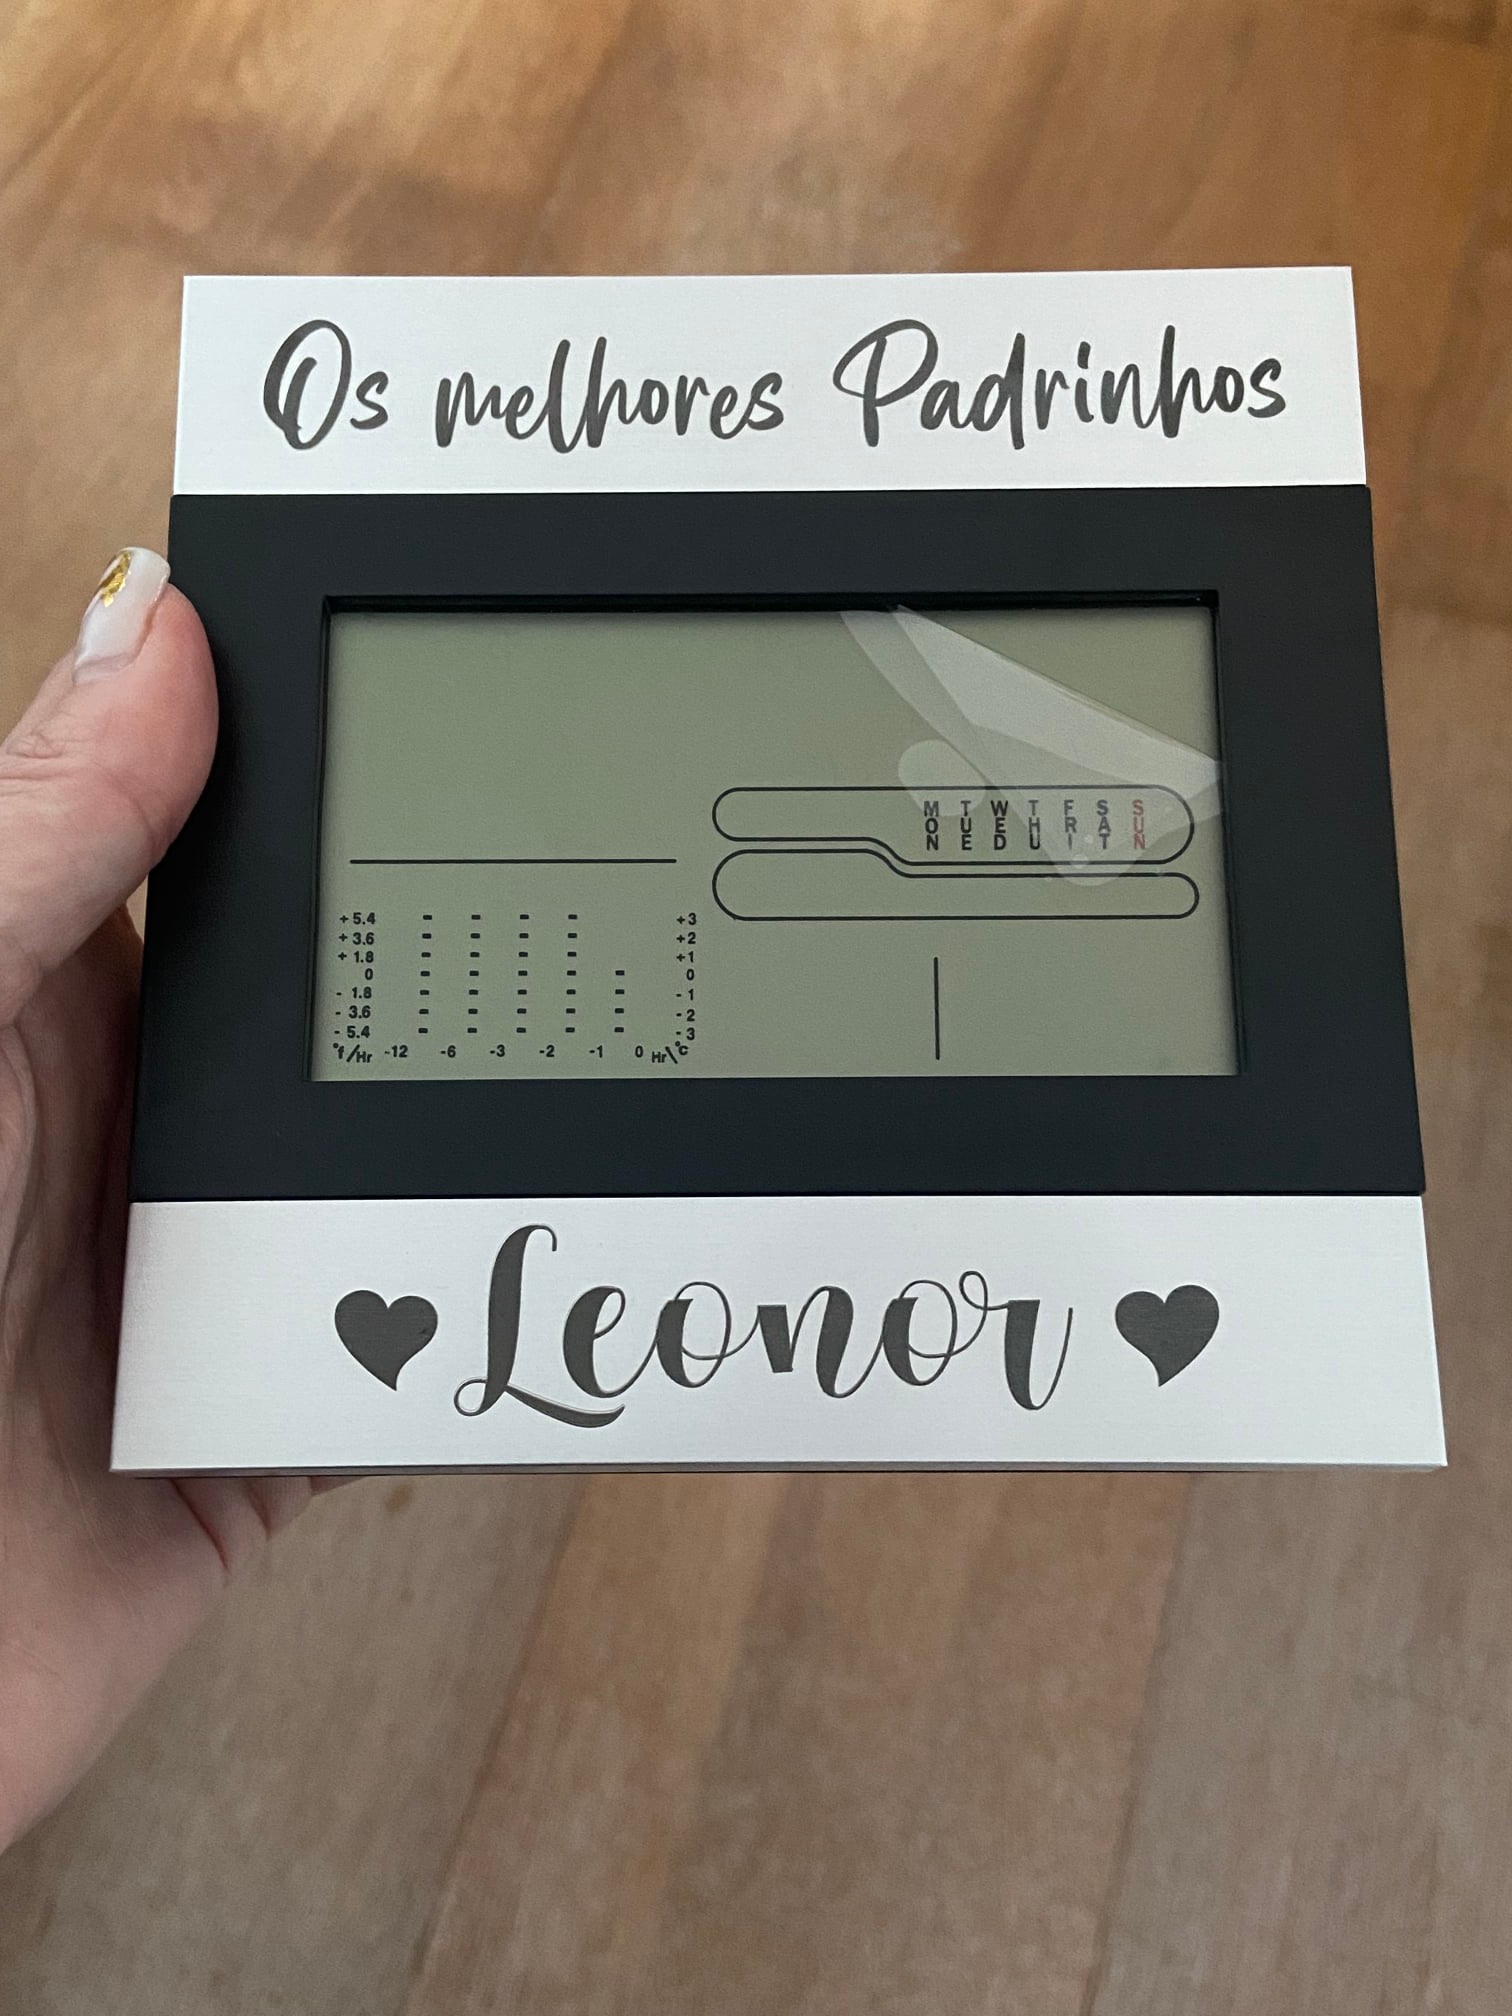 Os melhores Padrinhos
MON TUE WED THU FRI SAT SUN
+5.4 +3
+3.6 +2
+1.8 +1
0 0
-1.8 -1
-3.6 -2
-5.4 -3
°f/Hr -12 -6 -3 -2 -1 0 Hr\°c
Leonor